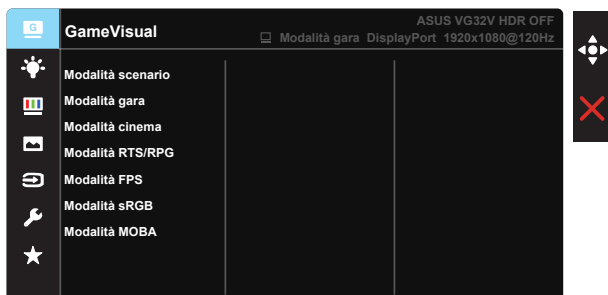 G
GameVisual
ASUS VG32V HDR OFF
Modalità gara DisplayPort 1920x1080@120Hz
Modalità scenario
Modalità gara
Modalità cinema
Modalità RTS/RPG
Modalità FPS
Modalità sRGB
Modalità MOBA